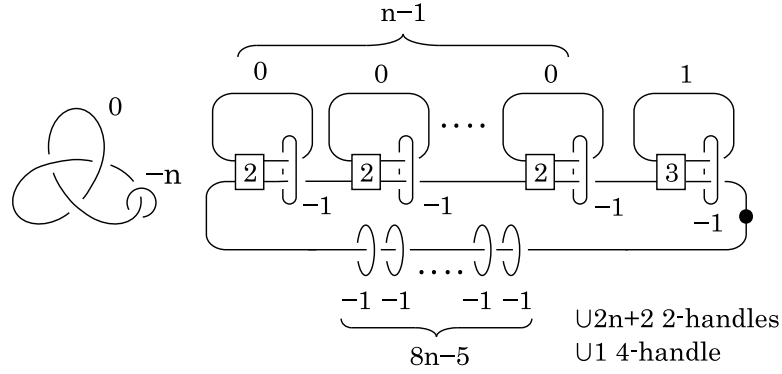 n−1
0 0 0 1
0
−n
2 2 2 3
−1 −1 −1 −1
....
−1 −1 .... −1 −1
8n−5
∪2n+2 2-handles
∪1 4-handle